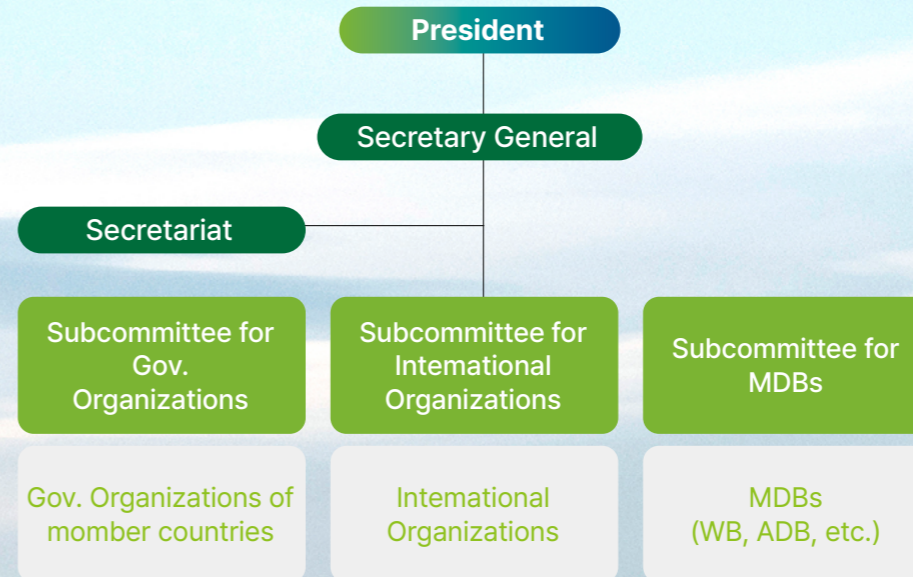 President
Secretary General
Secretariat
Subcommittee for
Gov.
Organizations
Subcommittee for
Intemational
Organizations
Subcommittee for
MDBs
Gov. Organizations of
momber countries
Intemational
Organizations
MDBs
(WB, ADB, etc.)